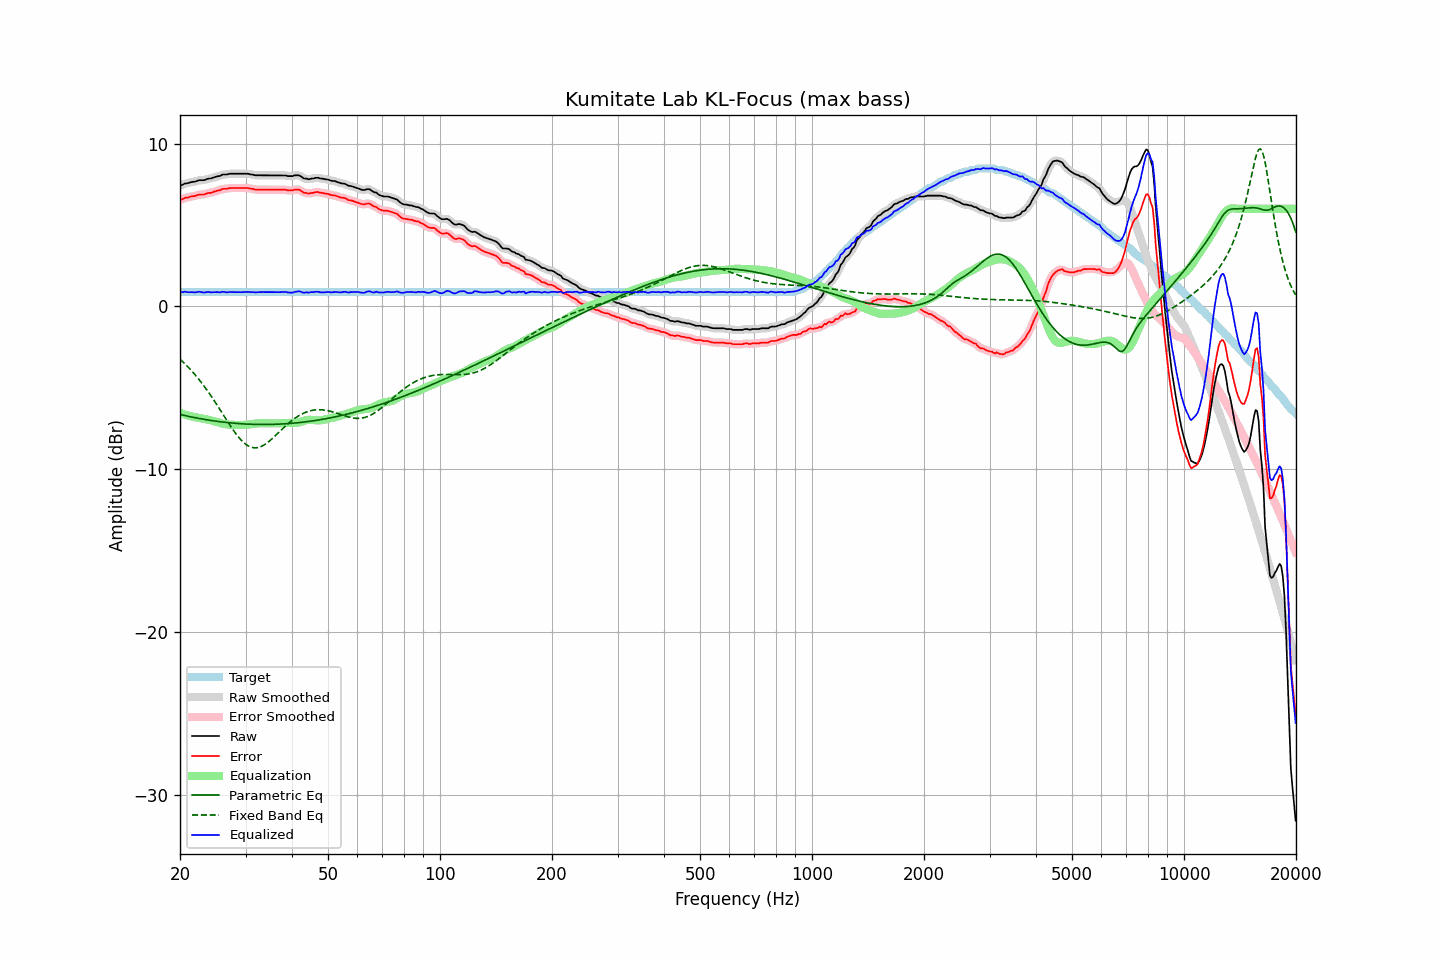 Kumitate Lab KL-Focus (max bass)
10
0
−10
−20
−30
Amplitude (dBr)
Target
Raw Smoothed
Error Smoothed
Raw
Error
Equalization
Parametric Eq
Fixed Band Eq
Equalized
20 50 100 200 500 1000 2000 5000 10000 20000
Frequency (Hz)